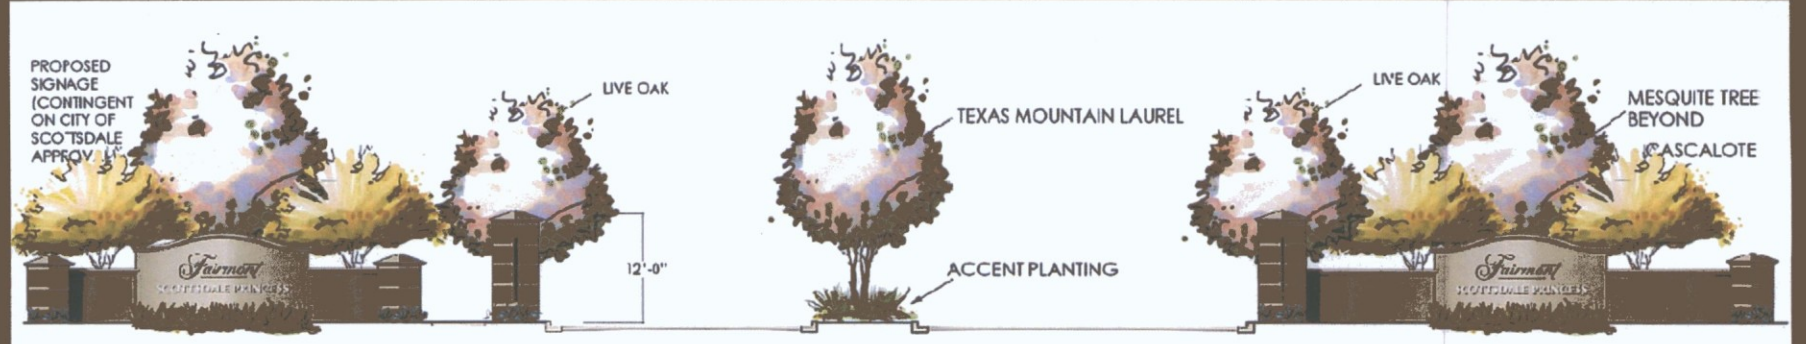 PROPOSED
SIGNAGE
(CONTINGENT
ON CITY OF
SCOTTSDALE
LIVE OAK
TEXAS MOUNTAIN LAUREL
LIVE OAK
MESQUITE TREE
BEYOND
CASCALOTE
12'-0"
ACCENT PLANTING
Fairmont
SCOTTSDALE PRINCESS
Fairmont
SCOTTSDALE PRINCESS